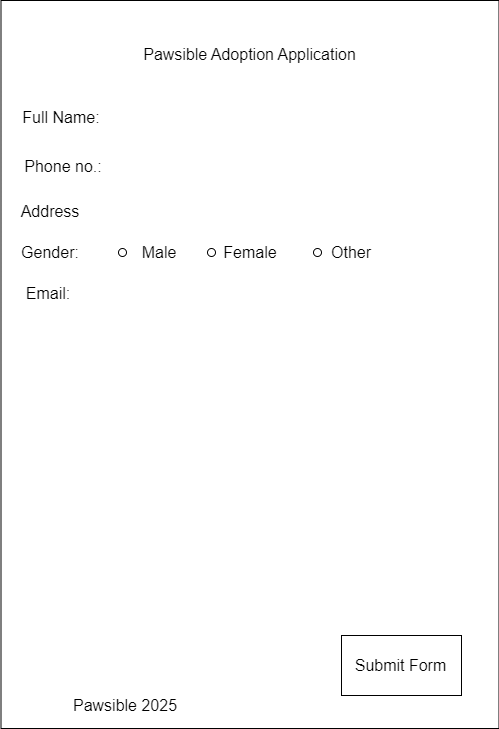 Pawsible Adoption Application
Full Name:
Phone no.:
Address
Gender: Male Female Other
Email:
Submit Form
Pawsible 2025